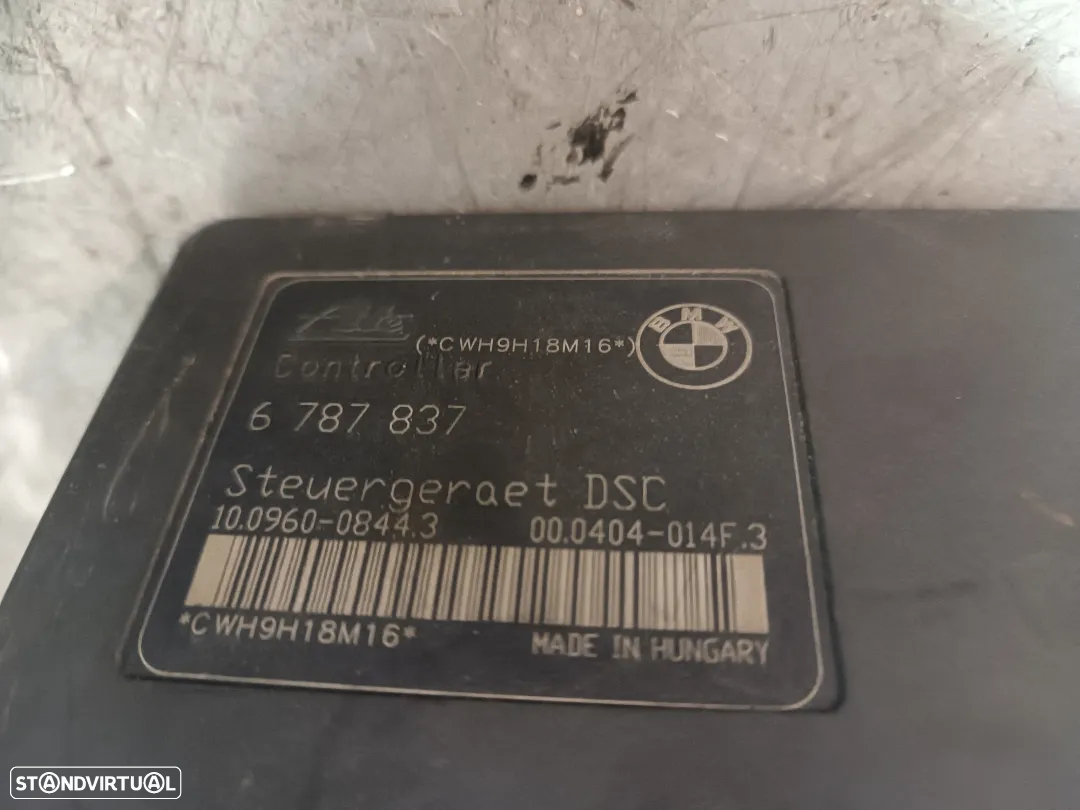 (*CWH9H18M16*)
BMW
Controller
6 787 837
Steuergeraet DSC
10.0960-0844.3 00.0404-014F.3
*CWH9H18M16*
MADE IN HUNGARY
STANDVIRTUAL